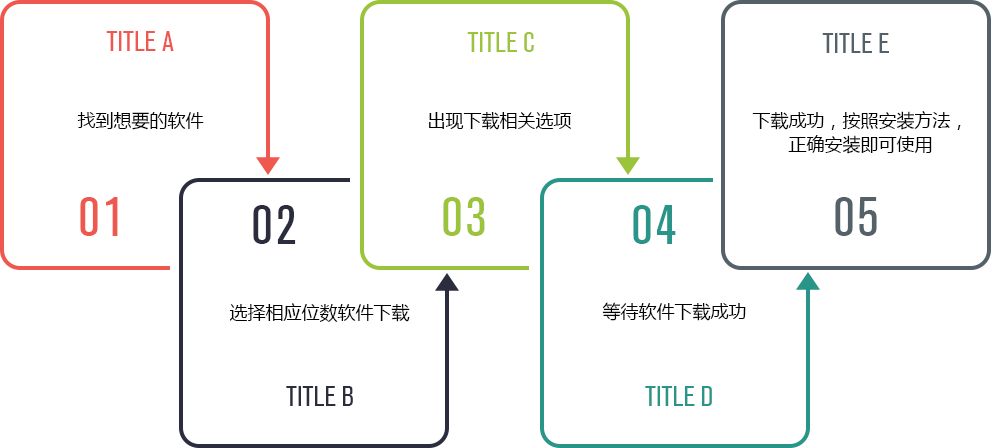 TITLE A
找到想要的软件
01
02
选择相应位数软件下载
TITLE B
TITLE C
出现下载相关选项
03
04
等待软件下载成功
TITLE D
TITLE E
下载成功，按照安装方法，
正确安装即可使用
05